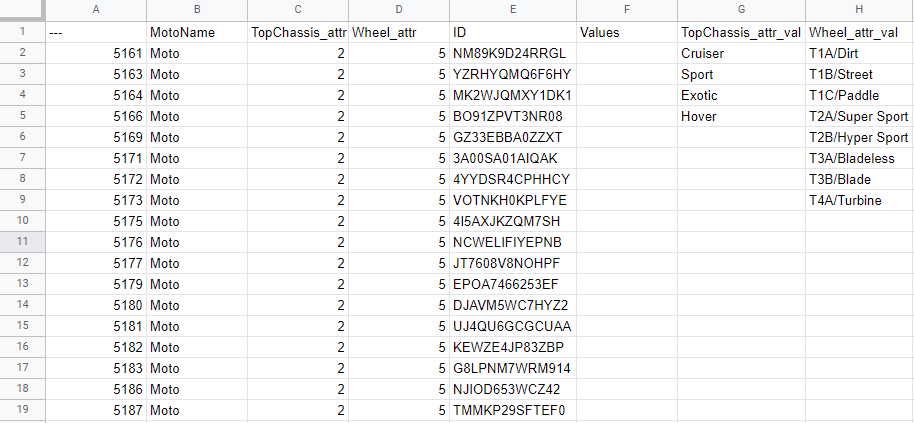 A B C D E F G H
1 --- MotoName TopChassis_attr Wheel_attr ID Values TopChassis_attr_val Wheel_attr_val
2 5161 Moto 2 5 NM89K9D24RRGL Cruiser T1A/Dirt
3 5163 Moto 2 5 YZRHYQMQ6F6HY Sport T1B/Street
4 5164 Moto 2 5 MK2WJQMXY1DK1 Exotic T1C/Paddle
5 5166 Moto 2 5 BO91ZPVT3NR08 Hover T2A/Super Sport
6 5169 Moto 2 5 GZ33EBBA0ZZXT T2B/Hyper Sport
7 5171 Moto 2 5 3A00SA01AIQAK T3A/Bladeless
8 5172 Moto 2 5 4YYDSR4CPHHCY T3B/Blade
9 5173 Moto 2 5 VOTNKH0KPLFYE T4A/Turbine
10 5175 Moto 2 5 4I5AXJKZQM7SH
11 5176 Moto 2 5 NCWELIFIYEPNB
12 5177 Moto 2 5 JT7608V8NOHPF
13 5179 Moto 2 5 EPOA7466253EF
14 5180 Moto 2 5 DJAVM5WC7HYZ2
15 5181 Moto 2 5 UJ4QU6GCGCUAA
16 5182 Moto 2 5 KEWZE4JP83ZBP
17 5183 Moto 2 5 G8LPNM7WRM914
18 5186 Moto 2 5 NJIOD653WCZ42
19 5187 Moto 2 5 TMMKP29SFTEF0